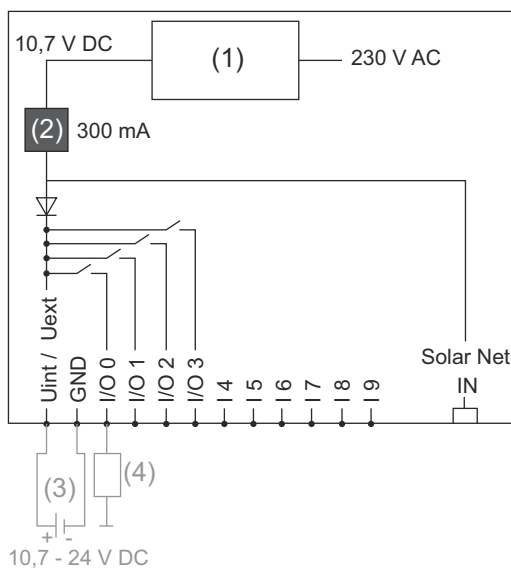 10,7 V DC
(1)
230 V AC
(2)
300 mA
Uint / Uext
GND
I/O 0
I/O 1
I/O 2
I/O 3
I 4
I 5
I 6
I 7
I 8
I 9
Solar Net
IN
(3)
(4)
+ -
10,7 - 24 V DC